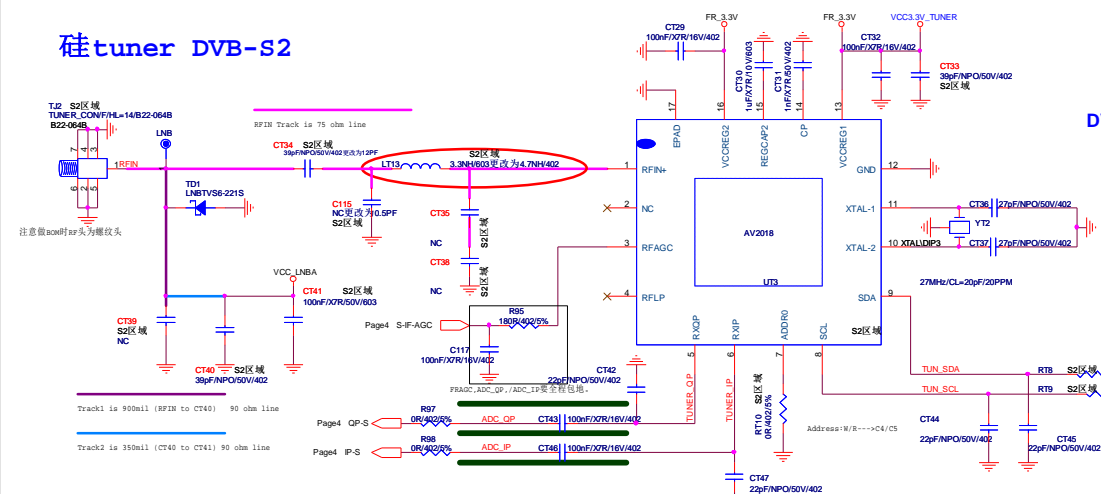 硅tuner DVB-S2
TJ2 S2区域
TUNER_CON/F/HL=14/B22-064B
B22-064B
7 4 3
1
6 2 5
RFIN
LNB
注意做BOM时RF头为螺纹头
TD1
LNBTVS6-221S
RFIN Track is 75 ohm line
CT34 S2区域
39pF/NPO/50V/402更改为12PF
LT13
S2区域
3.3NH/603更改为4.7NH/402
C115
NC更改为0.5PF
S2区域
CT35
NC
S2区域
CT38
NC
S2区域
VCC_LNBA
CT41 S2区域
100nF/X7R/50V/603
CT39
S2区域
NC
CT40 S2区域
39pF/NPO/50V/402
Track1 is 900mil (RFIN to CT40) 90 ohm line
Track2 is 350mil (CT40 to CT41) 90 ohm line
CT29
100nF/X7R/16V/402
FR_3.3V
CT30
1uF/X7R/10V/603
CT31
1nF/X7R/50V/402
S2区域
FR_3.3V
VCC3.3V_TUNER
CT32
100nF/X7R/16V/402
CT33
39pF/NPO/50V/402
S2区域
D
17
16
15
14
13
EPAD
VCCREG2
REGCAP2
CP
VCCREG1
1 RFIN+
2 NC
3 RFAGC
4 RFLP
AV2018
UT3
GND 12
XTAL-1 11
XTAL-2 10
SDA 9
S2区域
RXQP
RXIP
ADDR0
SCL
5
6
7
8
CT36 27pF/NPO/50V/402
YT2
CT37 27pF/NPO/50V/402
XTAL\DIP3
27MHz/CL=20pF/20PPM
Page4 S-IF-AGC
R95
180R/402/5%
C117
100nF/X7R/16V/402
CT42
22pF/NPO/50V/402
FRAGC,ADC_QP,/ADC_IP要全程包地.
TUNER_QP
TUNER_IP
Page4 QP-S
R97
0R/402/5%
ADC_QP
CT43 100nF/X7R/16V/402
Page4 IP-S
R98
0R/402/5%
ADC_IP
CT46 100nF/X7R/16V/402
CT47
22pF/NPO/50V/402
RT10 S2区域
0R/402/5%
Address:W/R--->C4/C5
TUN_SDA
RT8 S2区域
TUN_SCL
RT9 S2区域
CT44
22pF/NPO/50V/402
CT45
22pF/NPO/50V/402